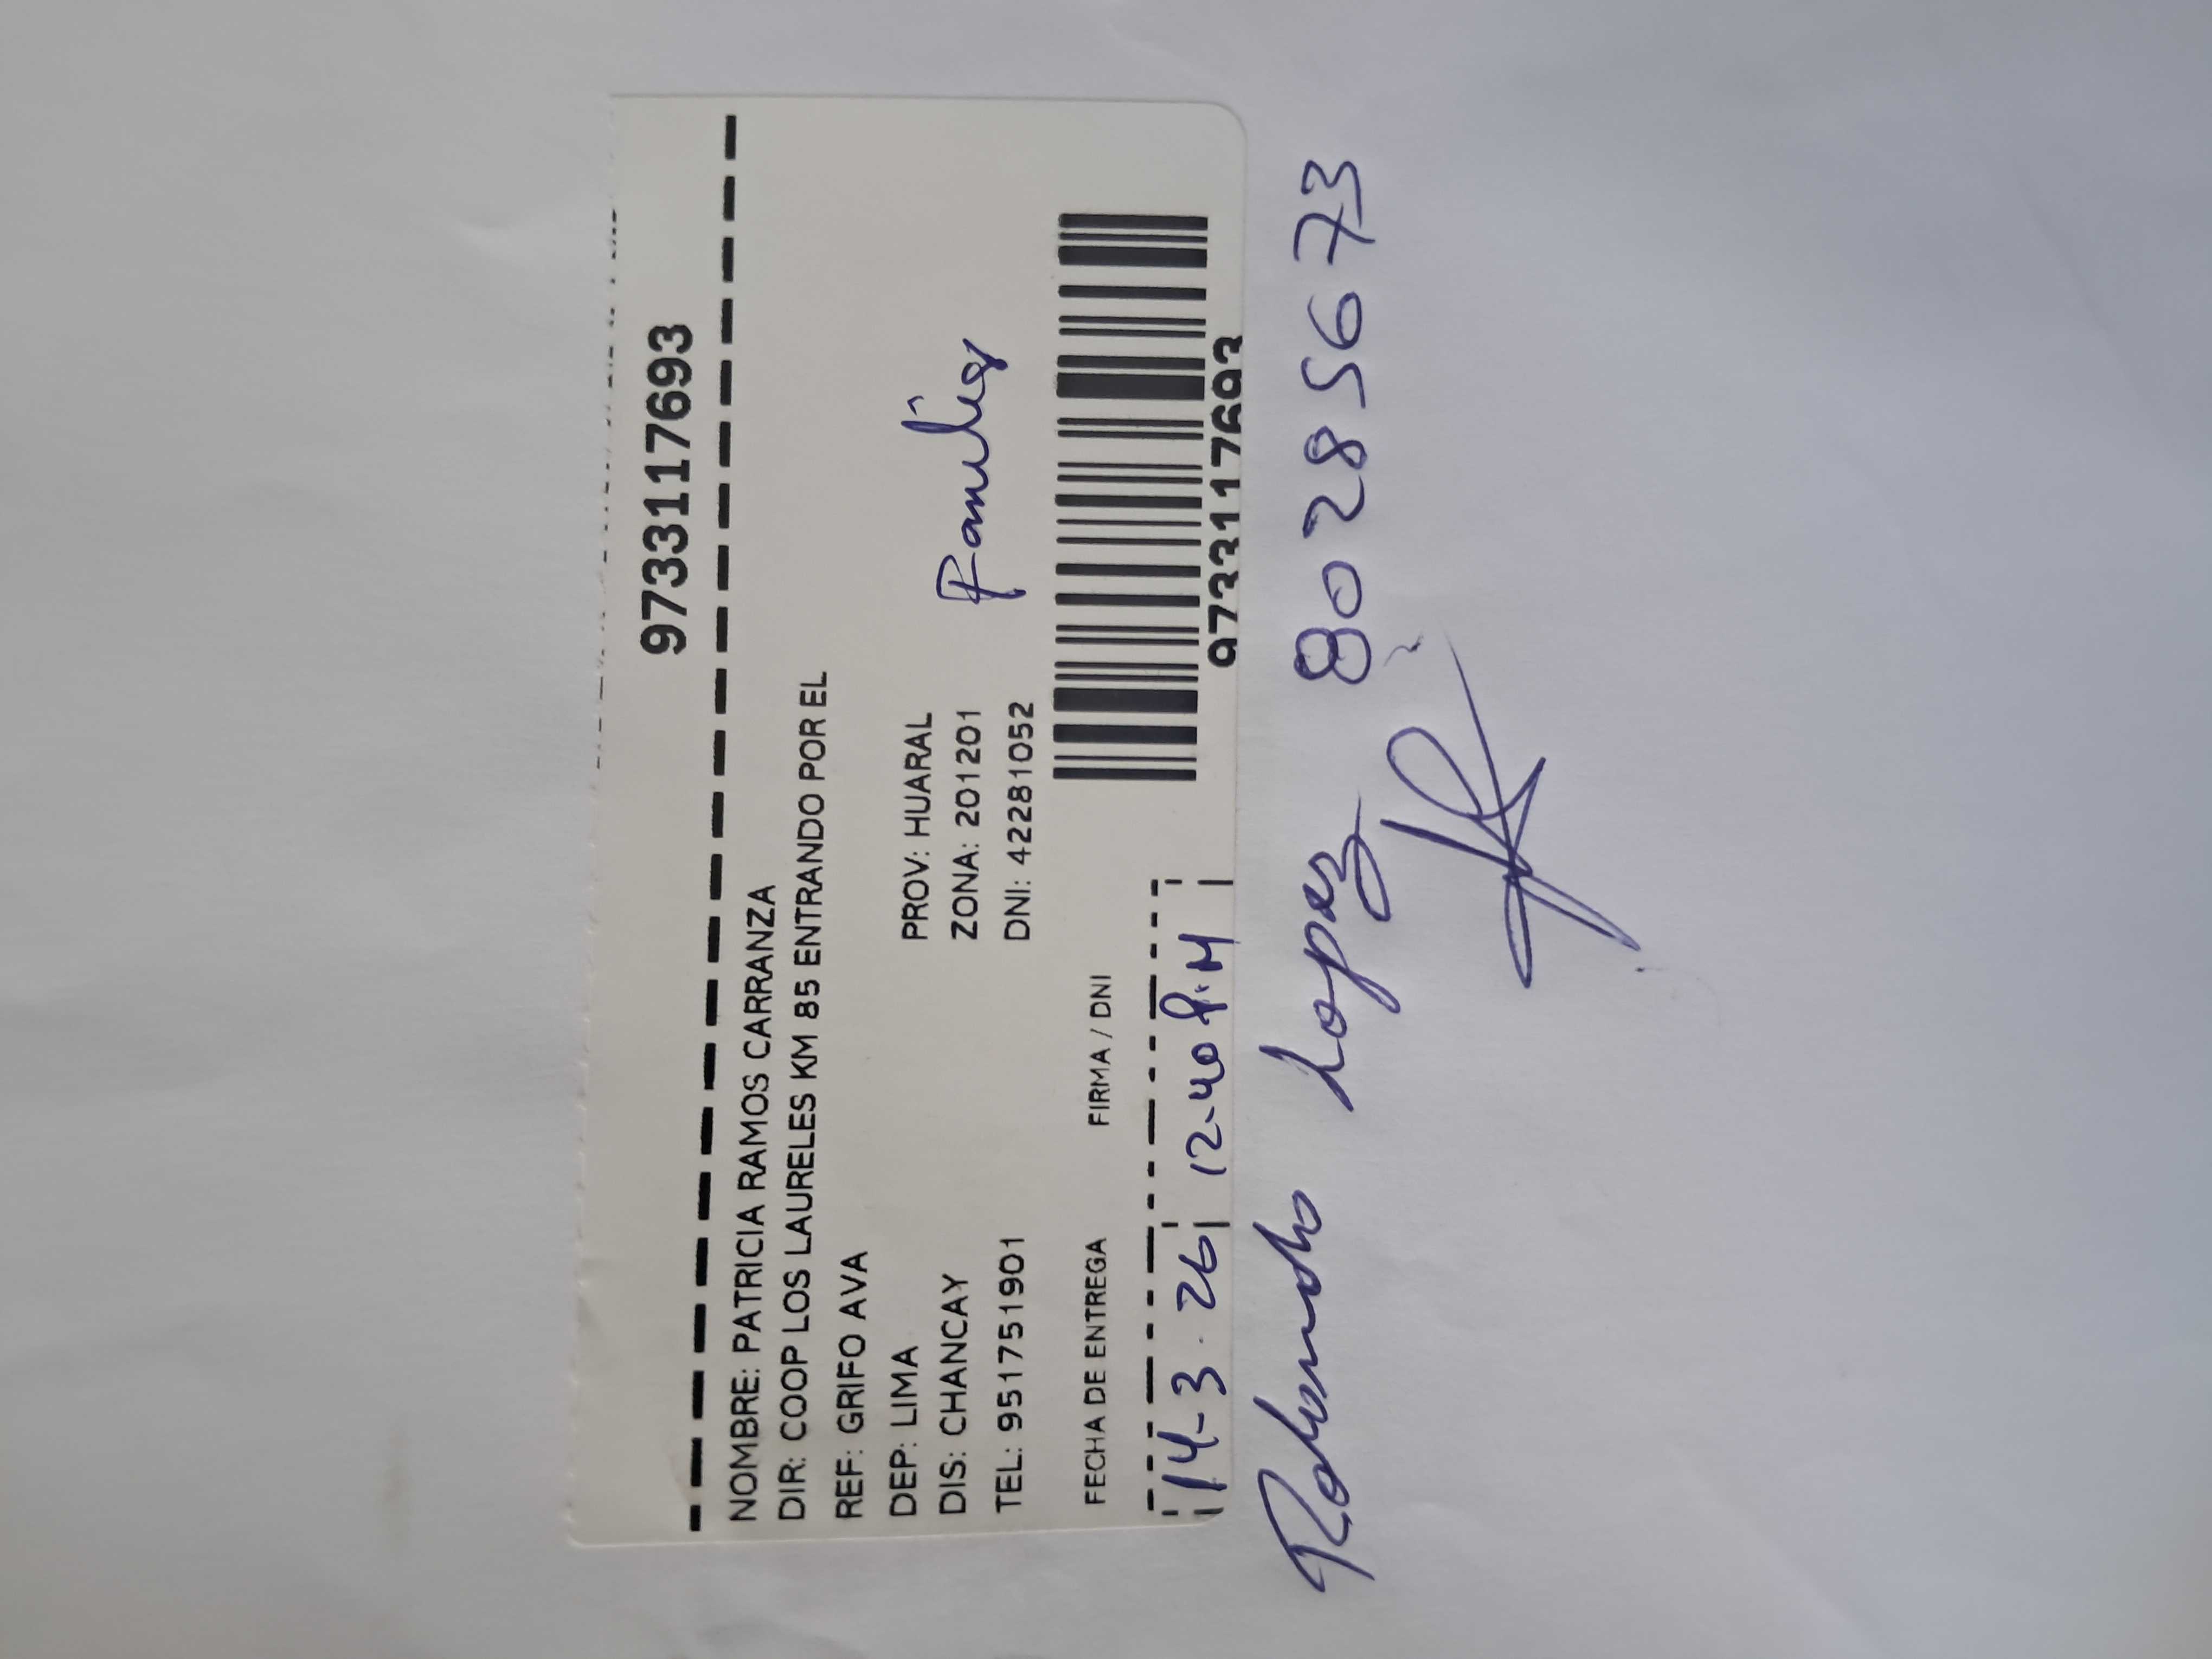 97331117693
NOMBRE: PATRICIA RAMOS CARRANZA
DIR: COOP LOS LAURELES KM 85 ENTRANDO POR EL
REF: GRIFO AVA
DEP: LIMA PROV: HUARAL
DIS: CHANCAY ZONA: 201201
TEL: 951751901 DNI: 42281052
Familiar
FECHA DE ENTREGA FIRMA / DNI
14-3-26 12-40 P.M
97331117693
Lopez 80285673